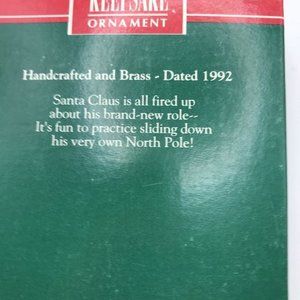 KEEPSAKE
ORNAMENT
Handcrafted and Brass - Dated 1992
Santa Claus is all fired up
about his brand-new role--
It's fun to practice sliding down
his very own North Pole!